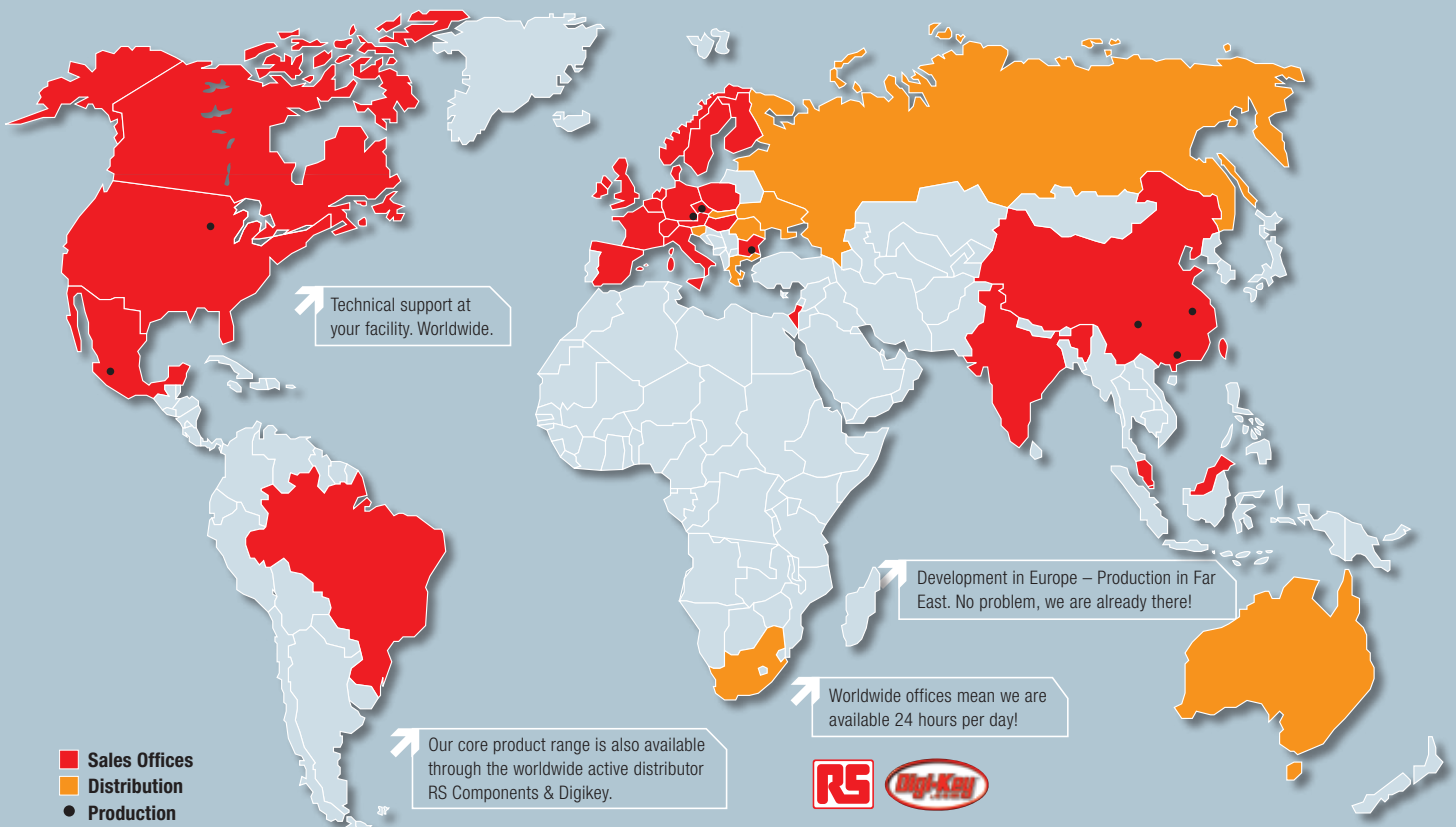 Technical support at
your facility. Worldwide.
Development in Europe – Production in Far
East. No problem, we are already there!
Worldwide offices mean we are
available 24 hours per day!
Our core product range is also available
through the worldwide active distributor
RS Components & Digikey.
Sales Offices
Distribution
Production
RS
Digi-Key